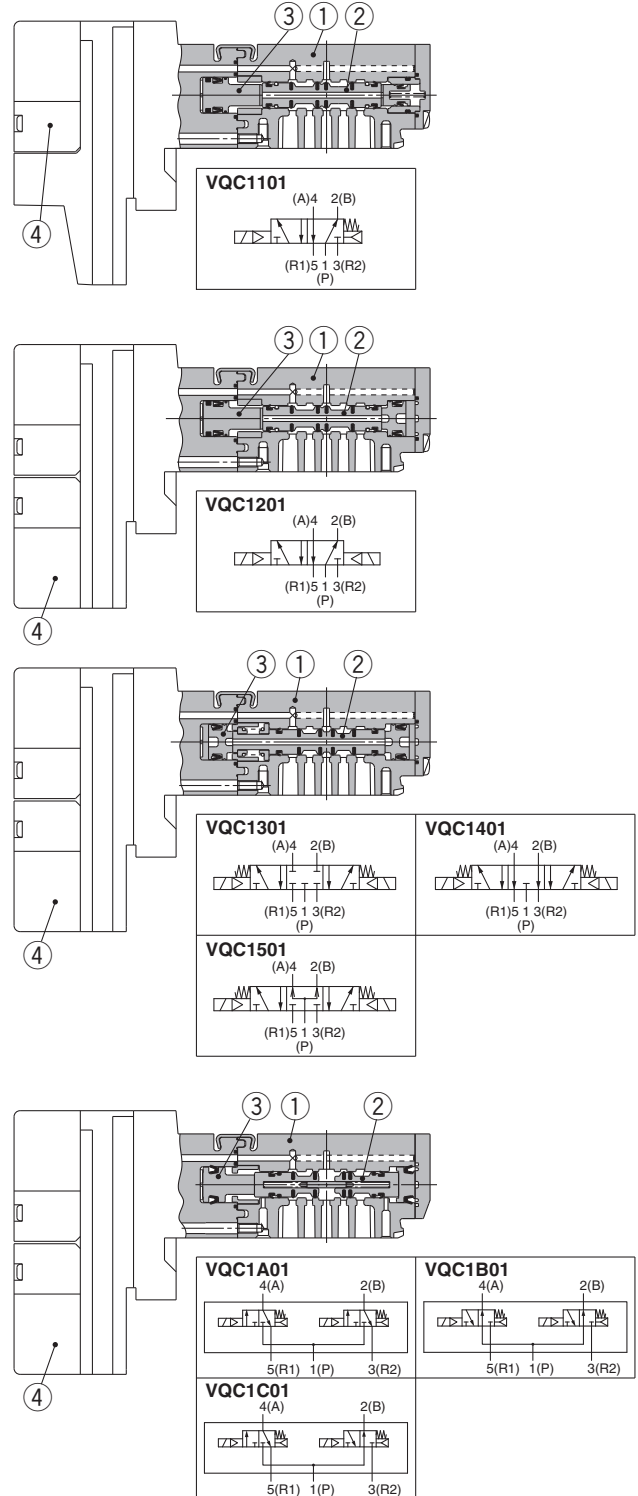 ③ ① ②
④
VQC1101
(A)4 2(B)
(R1)5 1 3(R2)
(P)
③ ① ②
VQC1201
(A)4 2(B)
(R1)5 1 3(R2)
(P)
④
③ ① ②
VQC1301
(A)4 2(B)
(R1)5 1 3(R2)
(P)
VQC1401
(A)4 2(B)
(R1)5 1 3(R2)
(P)
④
VQC1501
(A)4 2(B)
(R1)5 1 3(R2)
(P)
③ ① ②
VQC1A01
4(A) 2(B)
5(R1) 1(P) 3(R2)
VQC1B01
4(A) 2(B)
5(R1) 1(P) 3(R2)
④
VQC1C01
4(A) 2(B)
5(R1) 1(P) 3(R2)